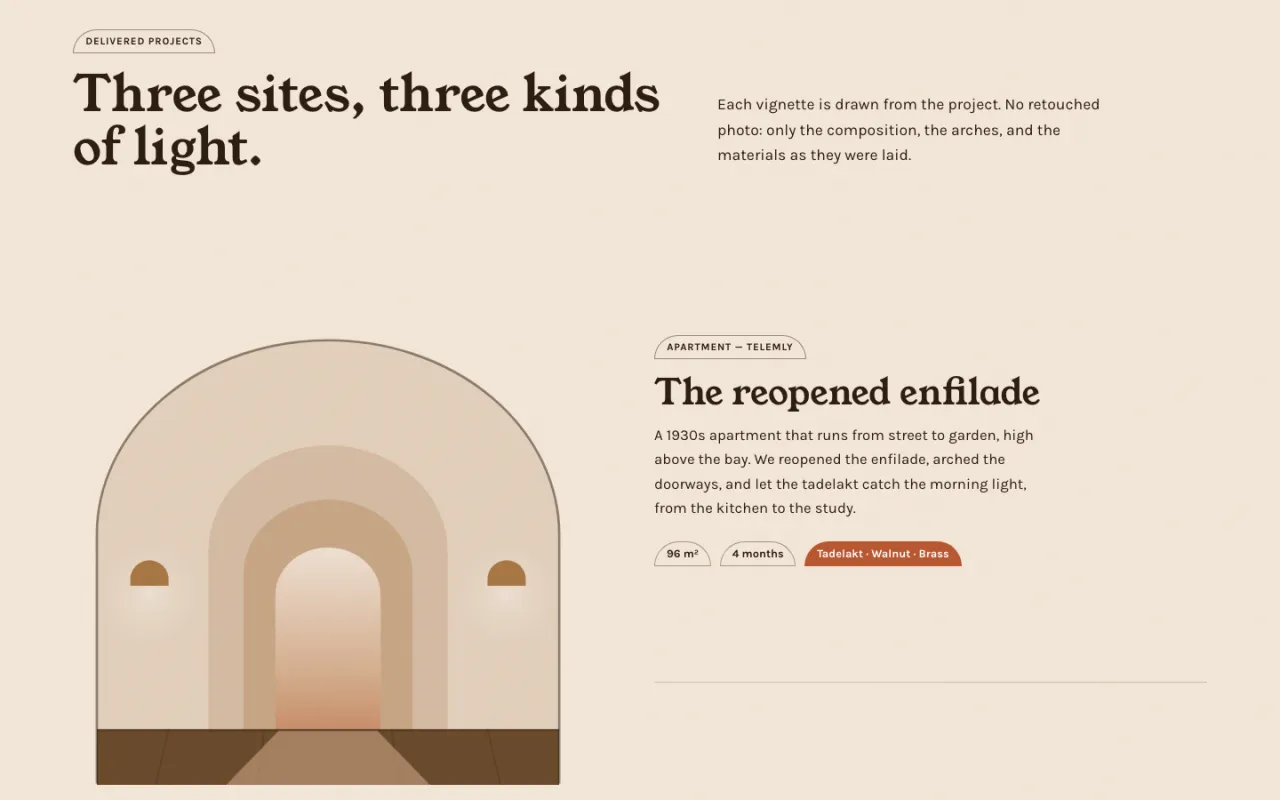 DELIVERED PROJECTS
Three sites, three kinds
of light.
Each vignette is drawn from the project. No retouched
photo: only the composition, the arches, and the
materials as they were laid.
APARTMENT — TELEMLY
The reopened enfilade
A 1930s apartment that runs from street to garden, high
above the bay. We reopened the enfilade, arched the
doorways, and let the tadelakt catch the morning light,
from the kitchen to the study.
96 m²
4 months
Tadelakt · Walnut · Brass